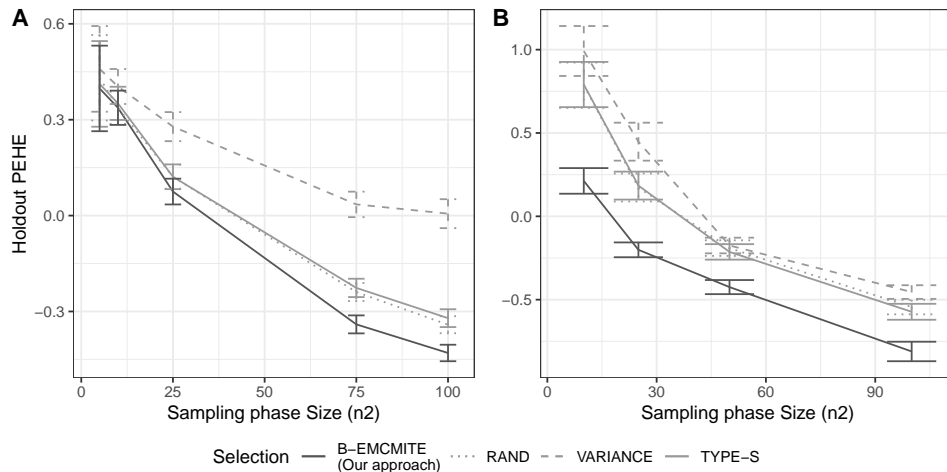 A
B
Holdout PEHE
0.6
0.3
0.0
−0.3
0
25
50
75
100
Sampling phase Size (n2)
1.0
0.5
0.0
−0.5
0
30
60
90
Sampling phase Size (n2)
Selection
B−EMCMITE
(Our approach)
RAND
VARIANCE
TYPE−S